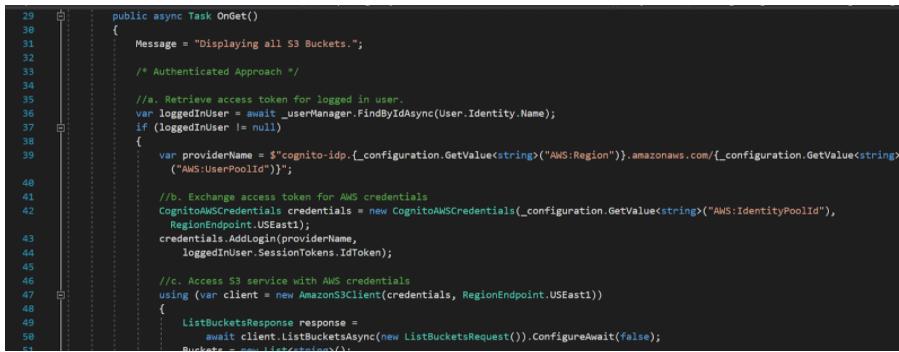 29 public async Task OnGet()
30 {
31 Message = "Displaying all S3 Buckets.";
32
33 /* Authenticated Approach */
34
35 //a. Retrieve access token for logged in user.
36 var loggedInUser = await _userManager.FindByIdAsync(User.Identity.Name);
37 if (loggedInUser != null)
38 {
39 var providerName = $"cognito-idp.{_configuration.GetValue<string>("AWS:Region")}.amazonaws.com/{_configuration.GetValue<string>
("AWS:UserPoolId")}";
40
41 //b. Exchange access token for AWS credentials
42 CognitoAWSCredentials credentials = new CognitoAWSCredentials(_configuration.GetValue<string>("AWS:IdentityPoolId"),
RegionEndpoint.USEast1);
43 credentials.AddLogin(providerName,
44 loggedInUser.SessionTokens.IdToken);
45
46 //c. Access S3 service with AWS credentials
47 using (var client = new AmazonS3Client(credentials, RegionEndpoint.USEast1))
48 {
49 ListBucketsResponse response =
50 await client.ListBucketsAsync(new ListBucketsRequest()).ConfigureAwait(false);
51 Buckets = new List<string>();